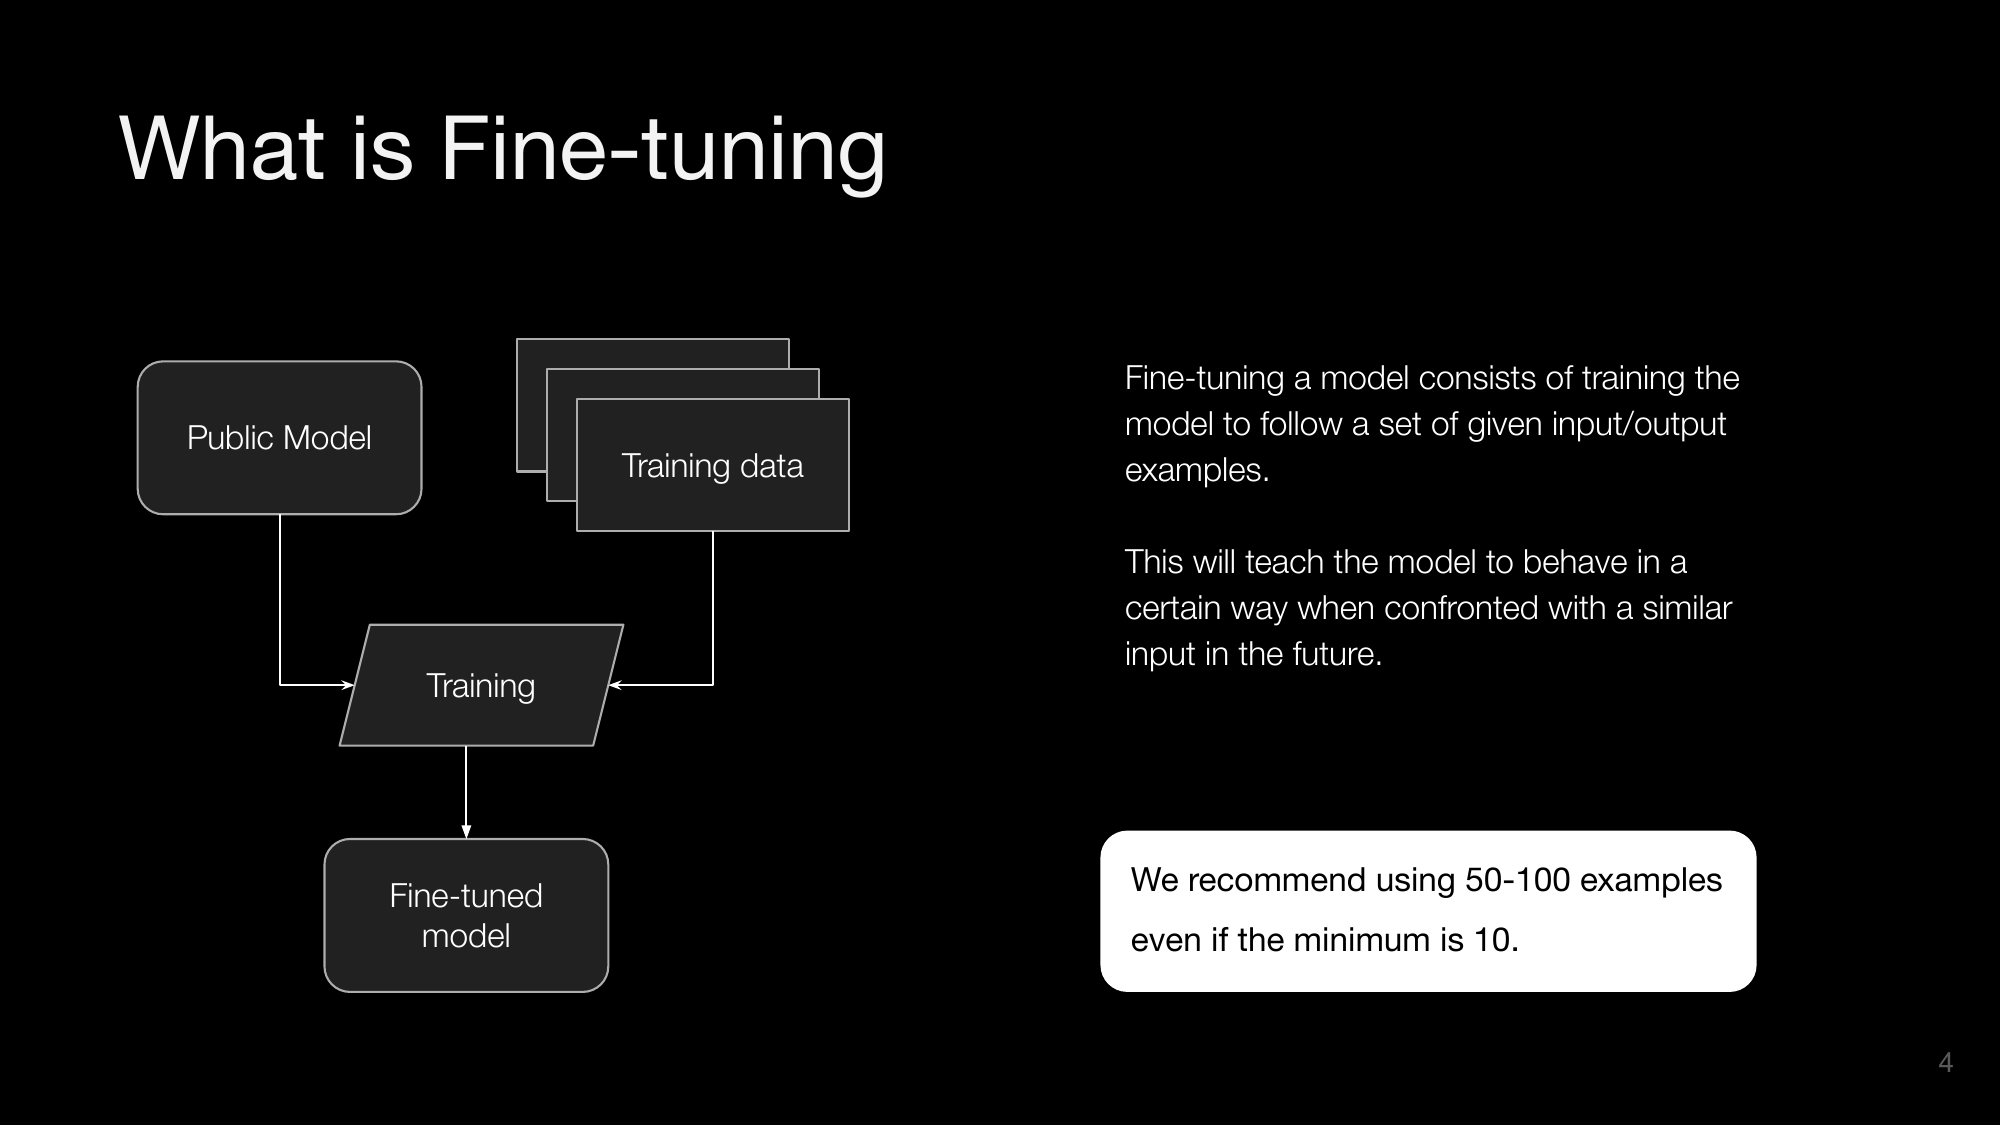 What is Fine-tuning
Public Model
Training data
Training
Fine-tuned
model
Fine-tuning a model consists of training the
model to follow a set of given input/output
examples.
This will teach the model to behave in a
certain way when confronted with a similar
input in the future.
We recommend using 50-100 examples
even if the minimum is 10.
4